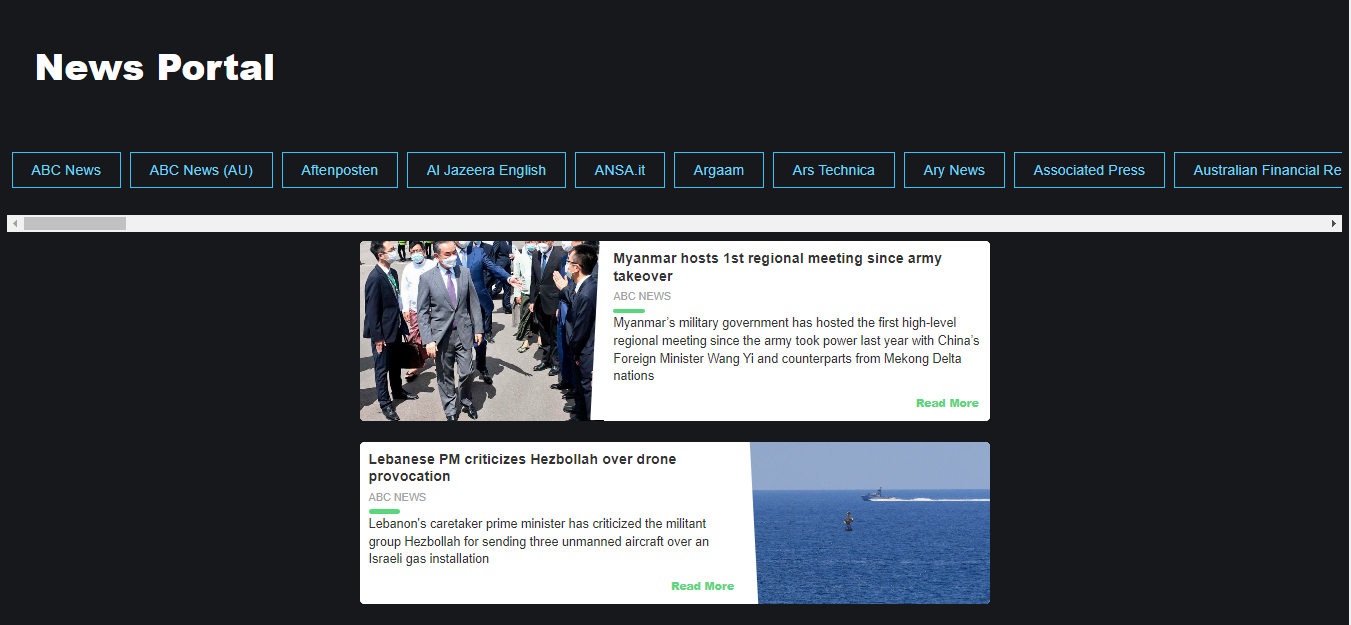 News Portal
ABC News
ABC News (AU)
Aftenposten
Al Jazeera English
ANSA.it
Argaam
Ars Technica
Ary News
Associated Press
Australian Financial Re
Myanmar hosts 1st regional meeting since army
takeover
ABC NEWS
Myanmar's military government has hosted the first high-level
regional meeting since the army took power last year with China's
Foreign Minister Wang Yi and counterparts from Mekong Delta
nations
Read More
Lebanese PM criticizes Hezbollah over drone
provocation
ABC NEWS
Lebanon's caretaker prime minister has criticized the militant
group Hezbollah for sending three unmanned aircraft over an
Israeli gas installation
Read More